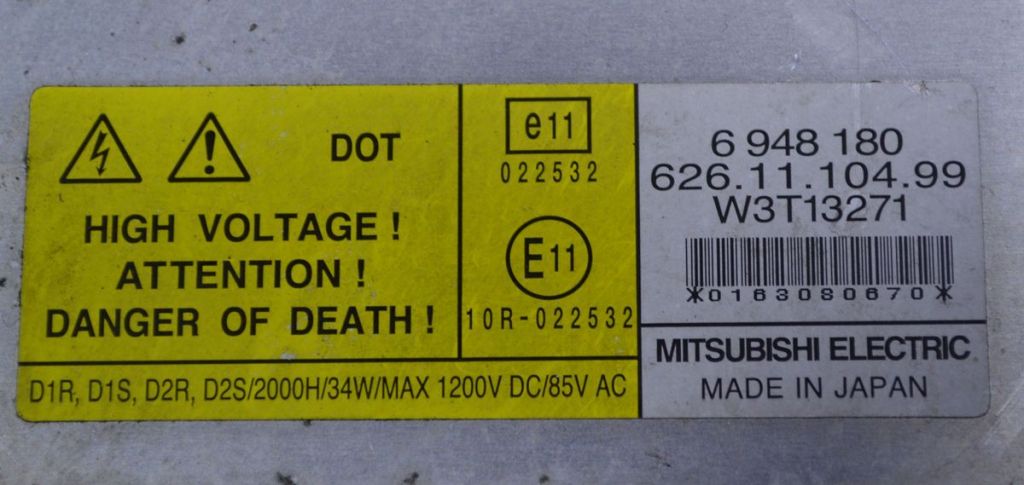 DOT
HIGH VOLTAGE !
ATTENTION !
DANGER OF DEATH !
e11
022532
E11
10R-022532
6 948 180
626.11.104.99
W3T13271
*0163080670*
MITSUBISHI ELECTRIC
MADE IN JAPAN
D1R, D1S, D2R, D2S/2000H/34W/MAX 1200V DC/85V AC